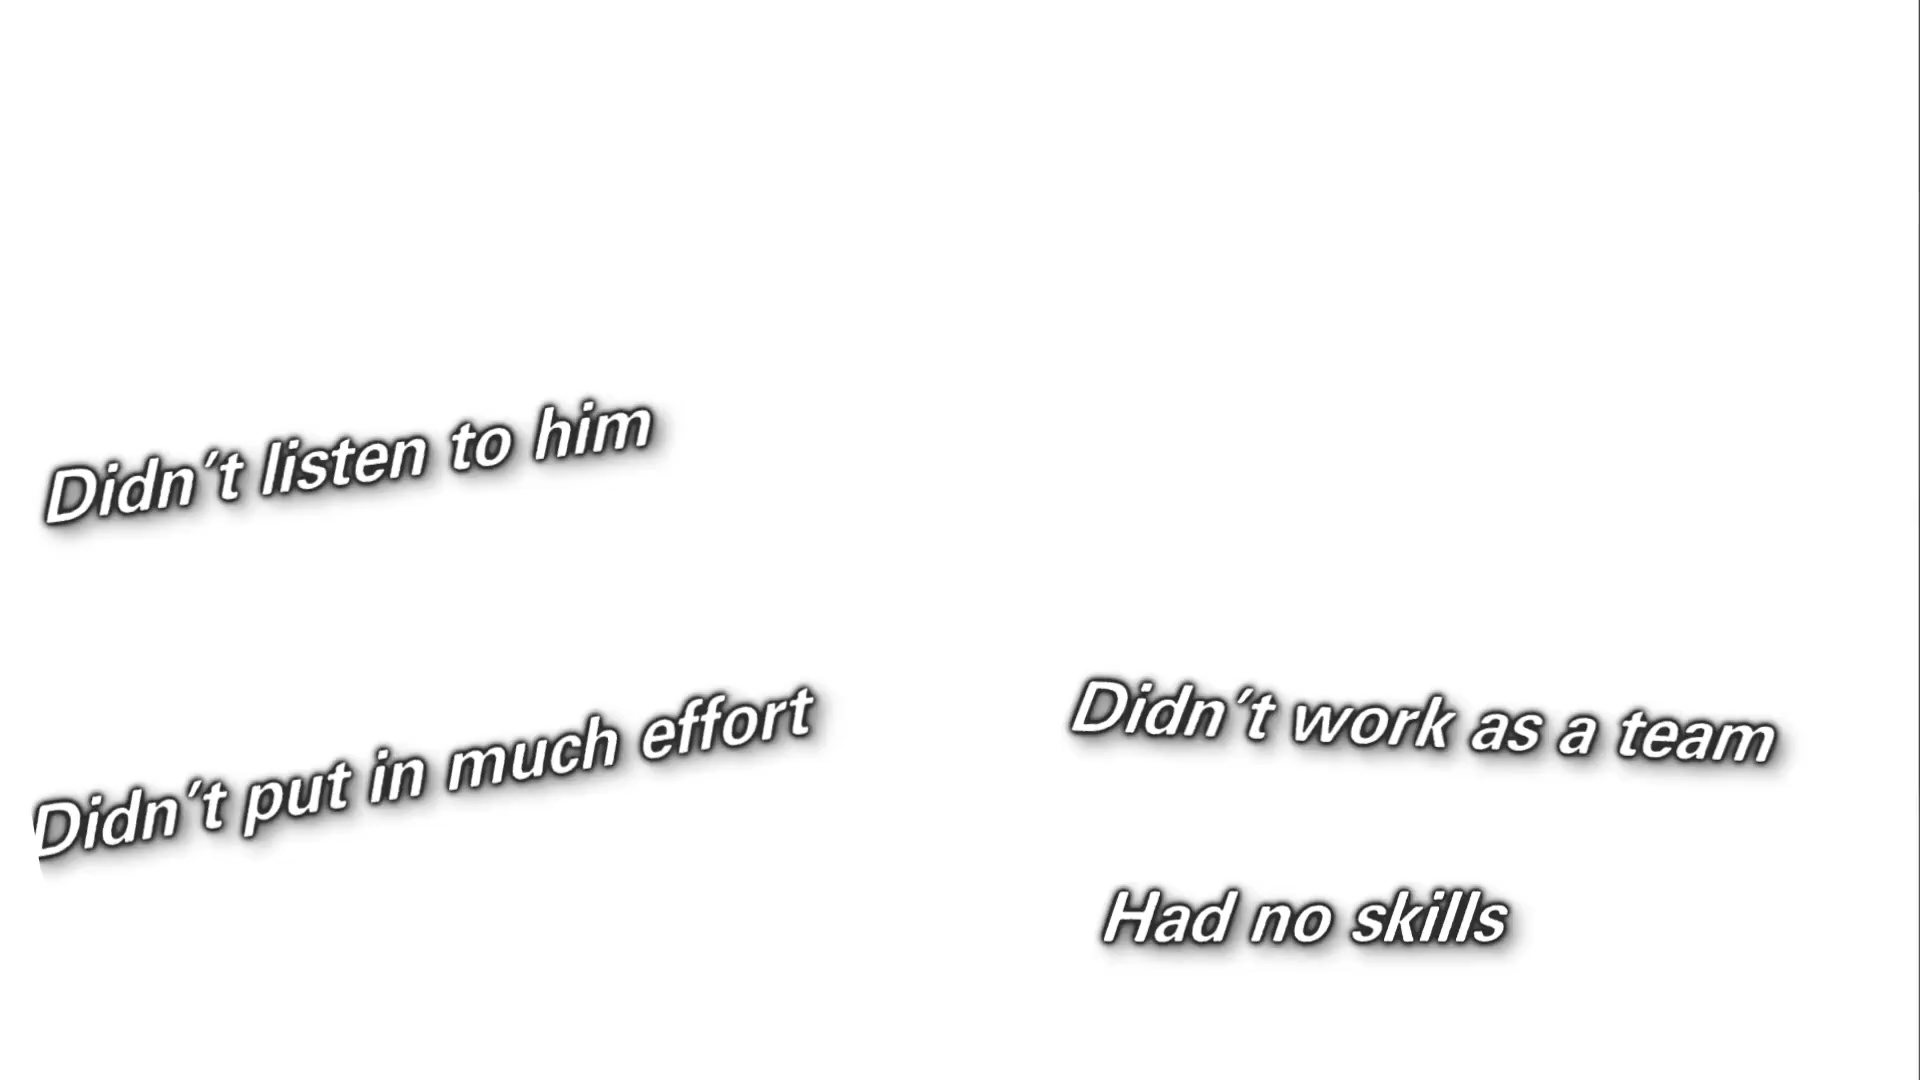 Didn´t listen to him
Didn´t put in much effort
Didn´t work as a team
Had no skills